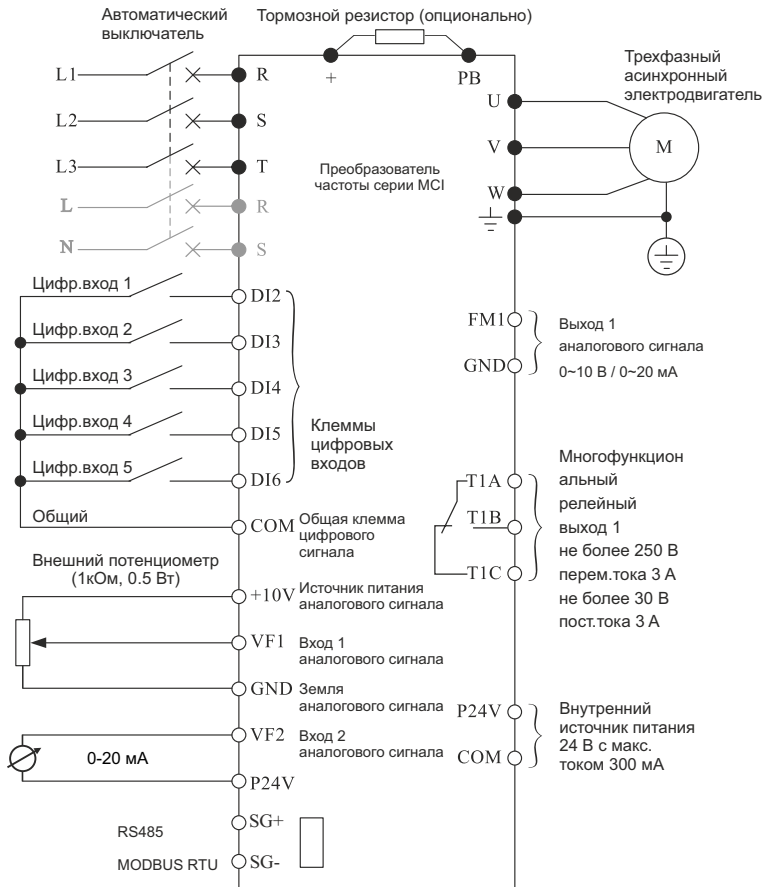 Автоматический
выключатель
Тормозной резистор (опционально)
+
PB
Трехфазный
асинхронный
электродвигатель
L1
R
L2
S
L3
T
L
R
N
S
Преобразователь
частоты серии MCI
U
V
W
M
Цифр.вход 1
DI2
Цифр.вход 2
DI3
Цифр.вход 3
DI4
Цифр.вход 4
DI5
Цифр.вход 5
DI6
Клеммы
цифровых
входов
Общий
COM
Общая клемма
цифрового
сигнала
Внешний потенциометр
(1кОм, 0.5 Вт)
+10V
Источник питания
аналогового сигнала
VF1
Вход 1
аналогового сигнала
GND
Земля
аналогового сигнала
VF2
Вход 2
аналогового сигнала
0-20 мА
P24V
RS485
SG+
MODBUS RTU
SG-
FM1
GND
Выход 1
аналогового сигнала
0~10 В / 0~20 мА
T1A
T1B
T1C
Многофункцион
альный
релейный
выход 1
не более 250 В
перем.тока 3 А
не более 30 В
пост.тока 3 А
P24V
COM
Внутренний
источник питания
24 В с макс.
током 300 мА